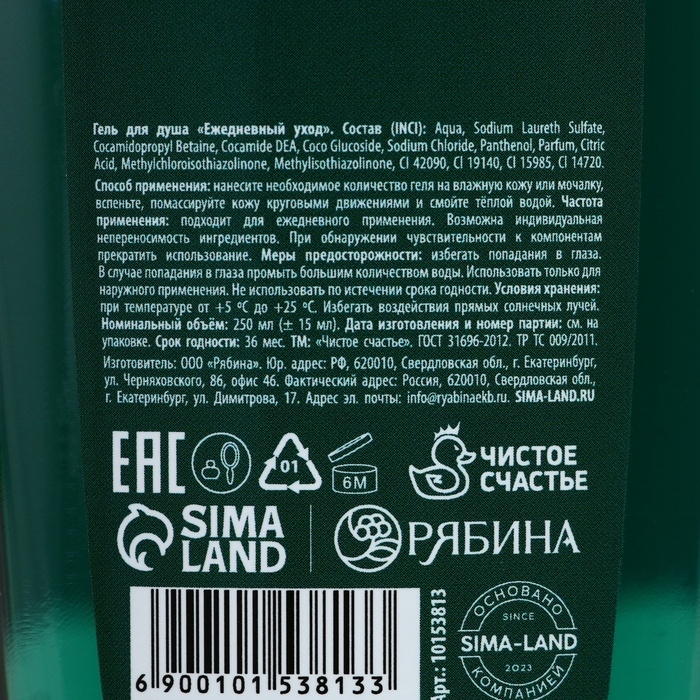 Гель для душа «Ежедневный уход». Состав (INCI): Aqua, Sodium Laureth Sulfate,
Cocamidopropyl Betaine, Cocamide DEA, Coco Glucoside, Sodium Chloride, Panthenol, Parfum, Citric
Acid, Methylchloroisothiazolinone, Methylisothiazolinone, CI 42090, CI 19140, CI 15985, CI 14720.
Способ применения: нанесите необходимое количество геля на влажную кожу или мочалку,
вспеньте, помассируйте кожу круговыми движениями и смойте тёплой водой. Частота
применения: подходит для ежедневного применения. Возможна индивидуальная
непереносимость ингредиентов. При обнаружении чувствительности к компонентам
прекратить использование. Меры предосторожности: избегать попадания в глаза.
В случае попадания в глаза промыть большим количеством воды. Использовать только для
наружного применения. Не использовать по истечении срока годности. Условия хранения:
при температуре от +5 °C до +25 °C. Избегать воздействия прямых солнечных лучей.
Номинальный объём: 250 мл (± 15 мл). Дата изготовления и номер партии: см. на
упаковке. Срок годности: 36 мес. ТМ: «Чистое счастье». ГОСТ 31696-2012. ТР ТС 009/2011.
Изготовитель: ООО «Рябина». Юр. адрес: РФ, 620010, Свердловская обл., г. Екатеринбург,
ул. Черняховского, 86, офис 46. Фактический адрес: Россия, 620010, Свердловская обл.,
г. Екатеринбург, ул. Димитрова, 17. Адрес эл. почты: info@ryabinaekb.ru. SIMA-LAND.RU
EAC
01
6M
ЧИСТОЕ
СЧАСТЬЕ
SIMA
LAND
РЯБИНА
6 900101 538133
Арт.: 10153813
ОСНОВАНО
SINCE
SIMA-LAND
2023
КОМПАНИЕЙ